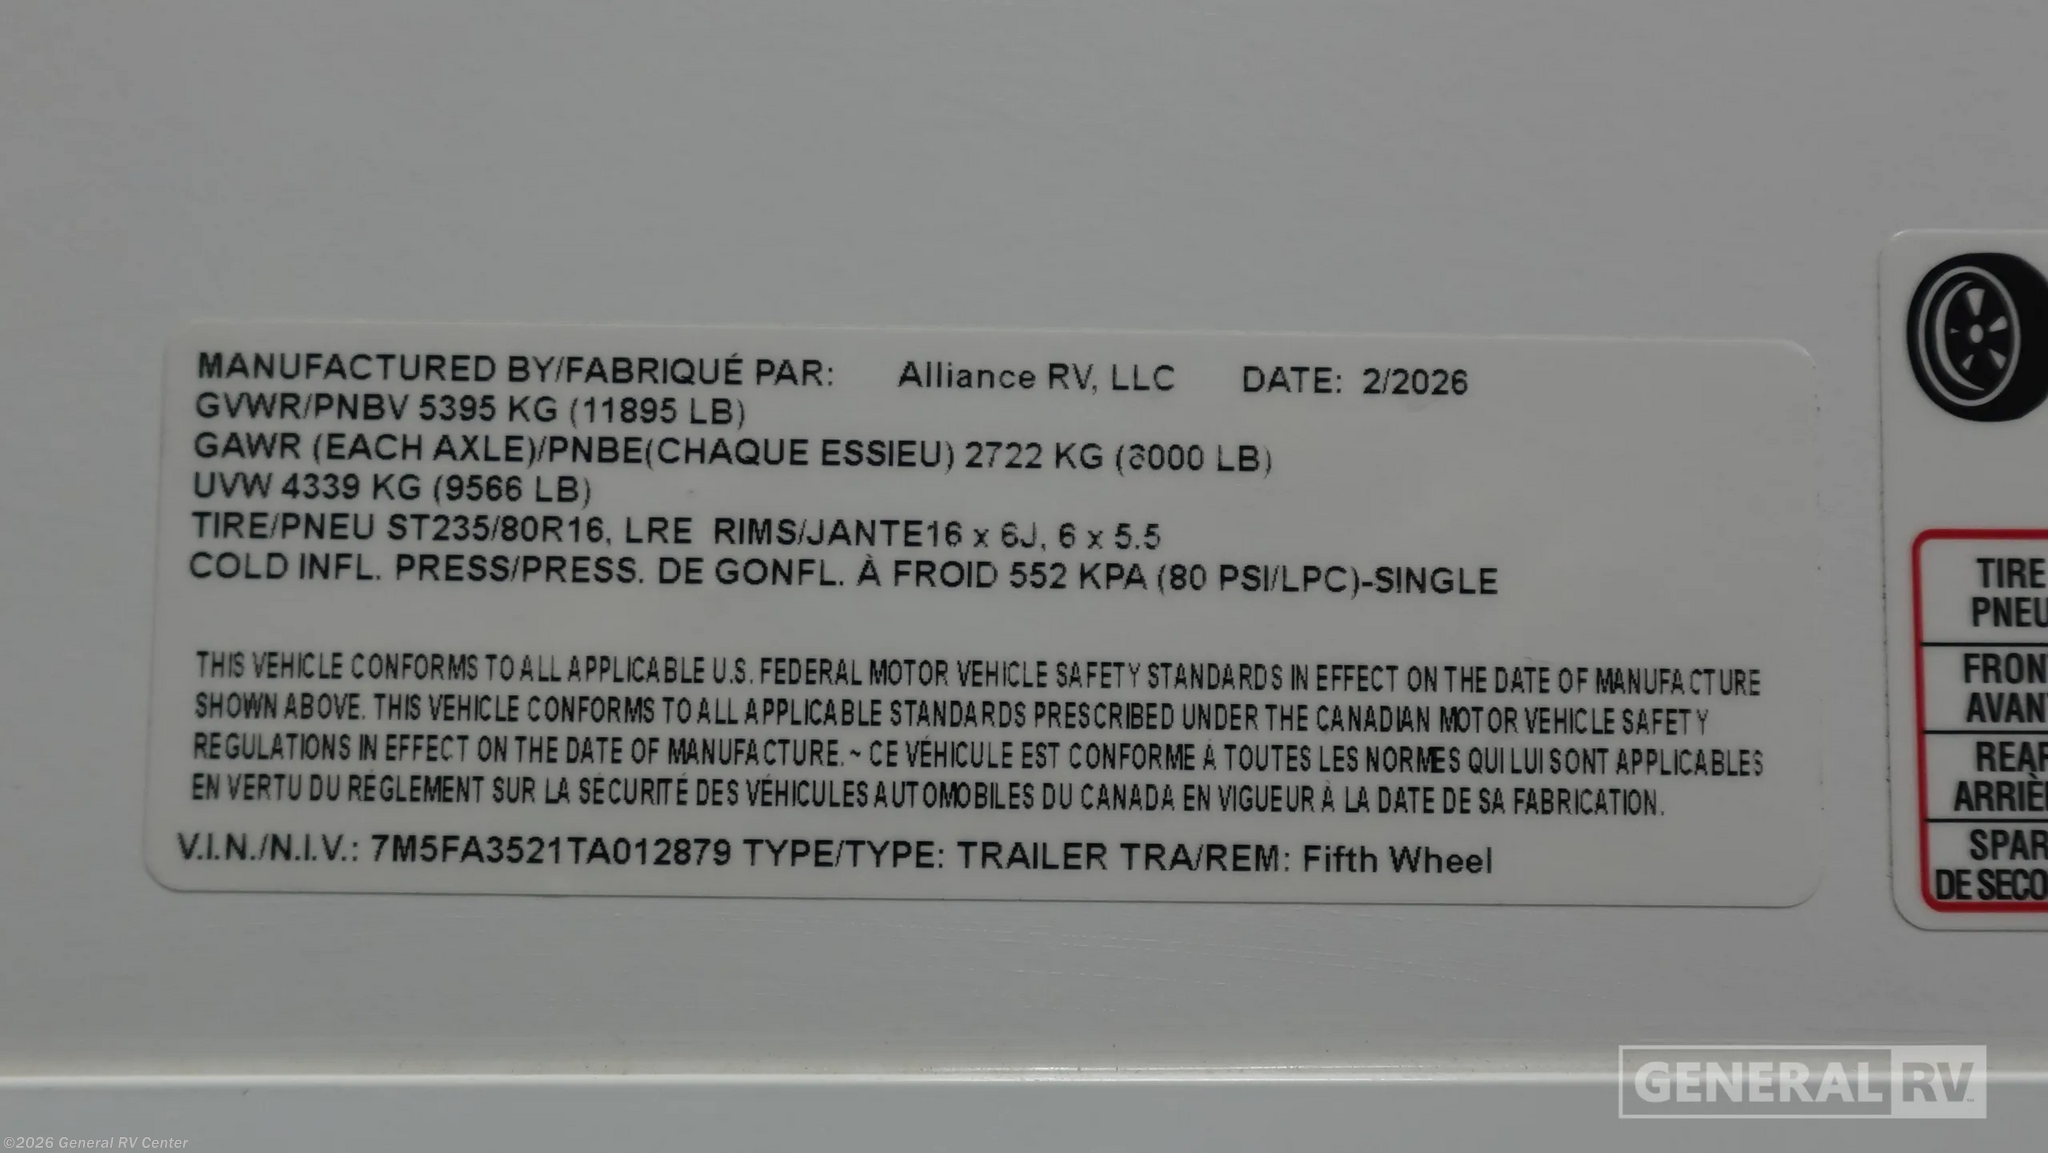 MANUFACTURED BY/FABRIQUÉ PAR: Alliance RV, LLC DATE: 2/2026
GVWR/PNBV 5395 KG (11895 LB)
GAWR (EACH AXLE)/PNBE(CHAQUE ESSIEU) 2722 KG (6000 LB)
UVW 4339 KG (9566 LB)
TIRE/PNEU ST235/80R16, LRE RIMS/JANTE16 x 6J, 6 x 5.5
COLD INFL. PRESS/PRESS. DE GONFL. À FROID 552 KPA (80 PSI/LPC)-SINGLE
THIS VEHICLE CONFORMS TO ALL APPLICABLE U.S. FEDERAL MOTOR VEHICLE SAFETY STANDARDS IN EFFECT ON THE DATE OF MANUFACTURE
SHOWN ABOVE. THIS VEHICLE CONFORMS TO ALL APPLICABLE STANDARDS PRESCRIBED UNDER THE CANADIAN MOTOR VEHICLE SAFETY
REGULATIONS IN EFFECT ON THE DATE OF MANUFACTURE. ~ CE VÉHICULE EST CONFORME À TOUTES LES NORMES QUI LUI SONT APPLICABLES
EN VERTU DU RÉGLEMENT SUR LA SÉCURITÉ DES VÉHICULES AUTOMOBILES DU CANADA EN VIGUEUR À LA DATE DE SA FABRICATION.
V.I.N./N.I.V.: 7M5FA3521TA012879 TYPE/TYPE: TRAILER TRA/REM: Fifth Wheel
TIRE
PNEU
FRON
AVAN
REAR
ARRIÈ
SPAR
DE SECO
GENERAL RV
©2026 General RV Center